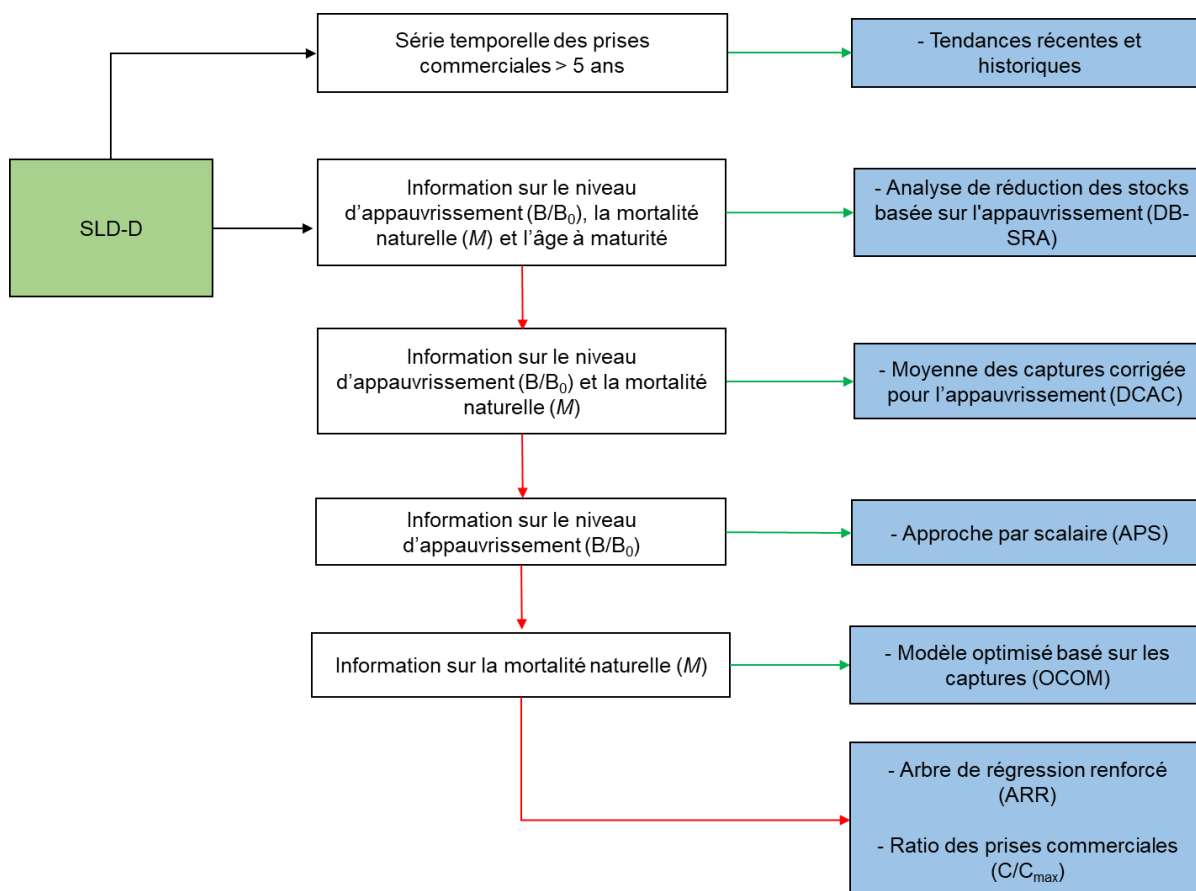 Série temporelle des prises
commerciales > 5 ans
- Tendances récentes et
historiques
SLD-D
Information sur le niveau
d’appauvrissement (B/B₀), la mortalité
naturelle (M) et l’âge à maturité
- Analyse de réduction des stocks
basée sur l'appauvrissement (DB-
SRA)
Information sur le niveau
d’appauvrissement (B/B₀) et la mortalité
naturelle (M)
- Moyenne des captures corrigée
pour l’appauvrissement (DCAC)
Information sur le niveau
d’appauvrissement (B/B₀)
- Approche par scalaire (APS)
Information sur la mortalité naturelle (M)
- Modèle optimisé basé sur les
captures (OCOM)
- Arbre de régression renforcé
(ARR)
- Ratio des prises commerciales
(C/Cmax)